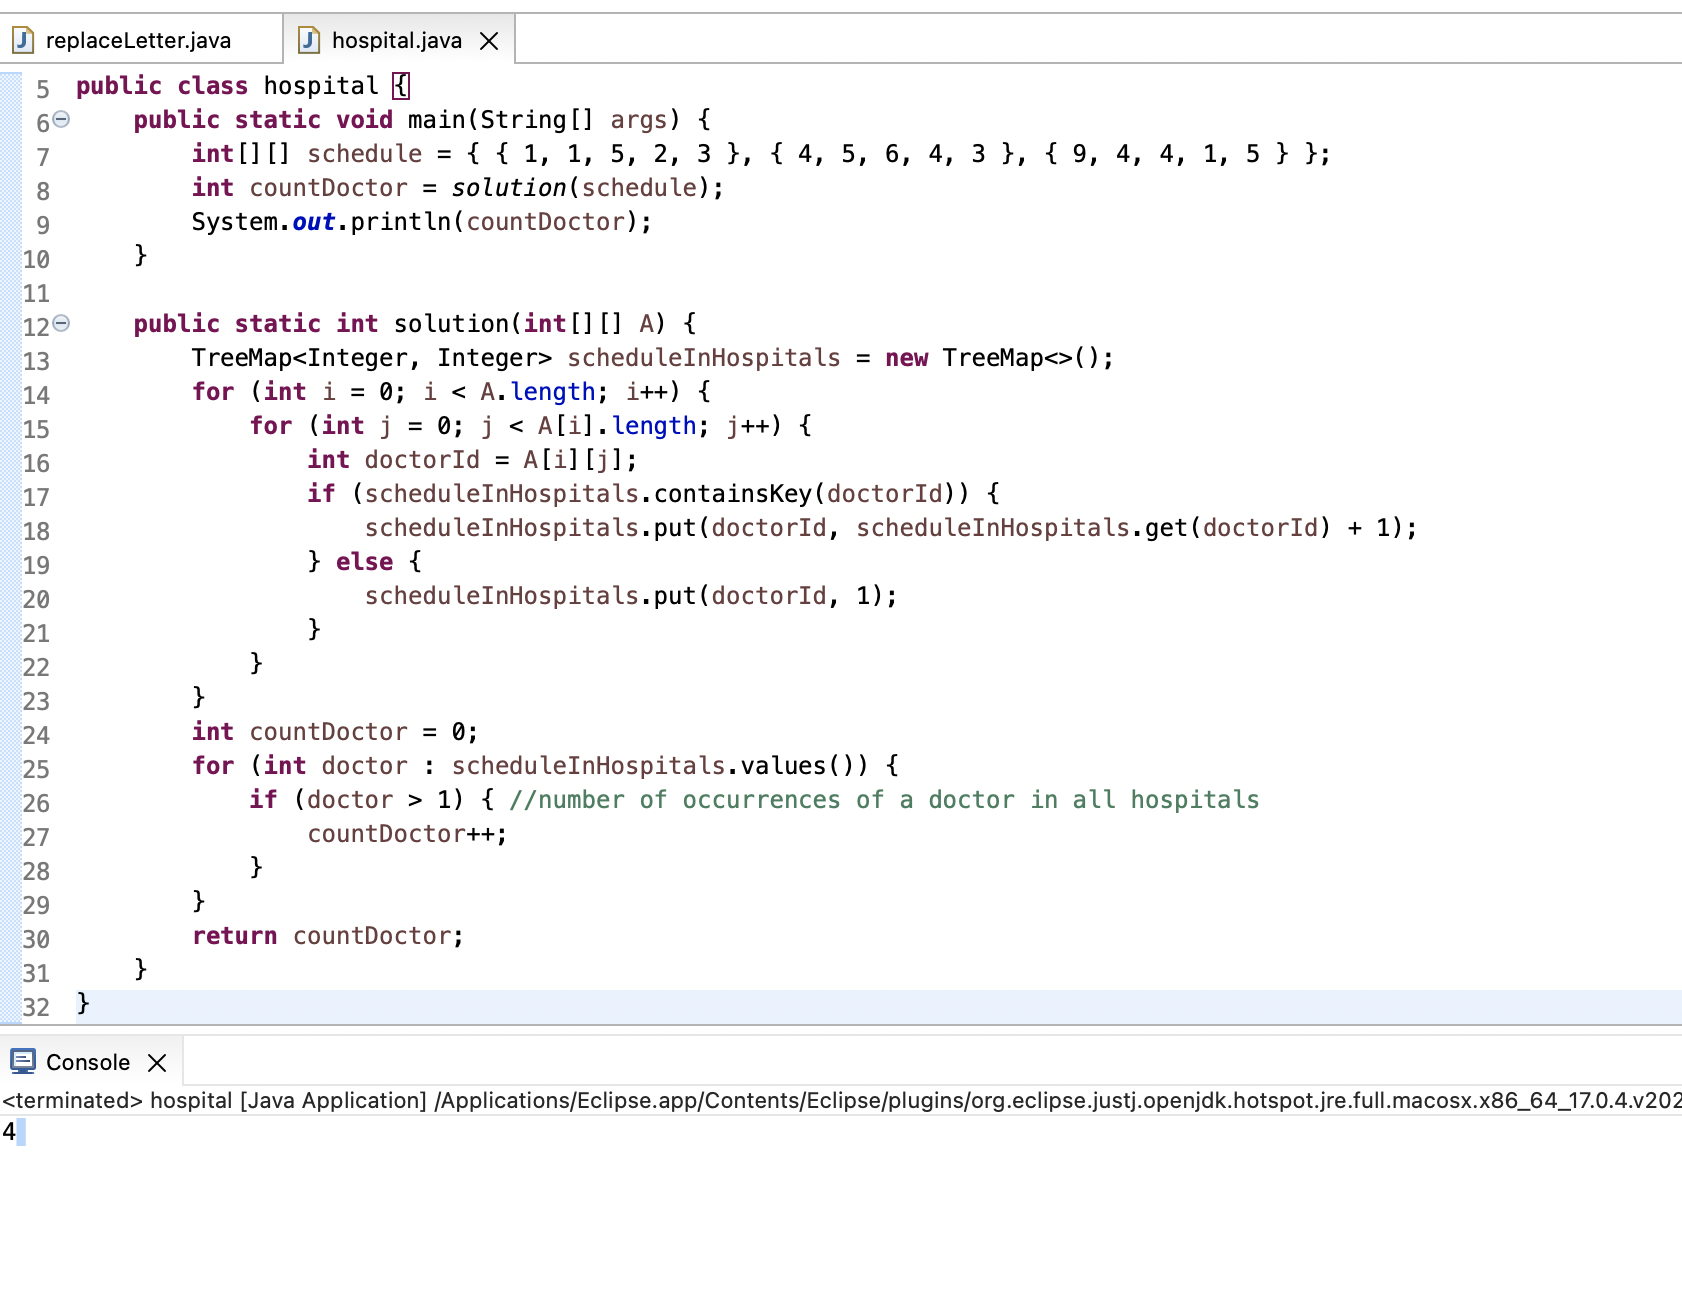 replaceLetter.java
hospital.java
5 public class hospital {
6 public static void main(String[] args) {
7 int[][] schedule = { { 1, 1, 5, 2, 3 }, { 4, 5, 6, 4, 3 }, { 9, 4, 4, 1, 5 } };
8 int countDoctor = solution(schedule);
9 System.out.println(countDoctor);
10 }
11
12 public static int solution(int[][] A) {
13 TreeMap<Integer, Integer> scheduleInHospitals = new TreeMap<>();
14 for (int i = 0; i < A.length; i++) {
15 for (int j = 0; j < A[i].length; j++) {
16 int doctorId = A[i][j];
17 if (scheduleInHospitals.containsKey(doctorId)) {
18 scheduleInHospitals.put(doctorId, scheduleInHospitals.get(doctorId) + 1);
19 } else {
20 scheduleInHospitals.put(doctorId, 1);
21 }
22 }
23 }
24 int countDoctor = 0;
25 for (int doctor : scheduleInHospitals.values()) {
26 if (doctor > 1) { //number of occurrences of a doctor in all hospitals
27 countDoctor++;
28 }
29 }
30 return countDoctor;
31 }
32 }
Console
<terminated> hospital [Java Application] /Applications/Eclipse.app/Contents/Eclipse/plugins/org.eclipse.justj.openjdk.hotspot.jre.full.macosx.x86_64_17.0.4.v202
4